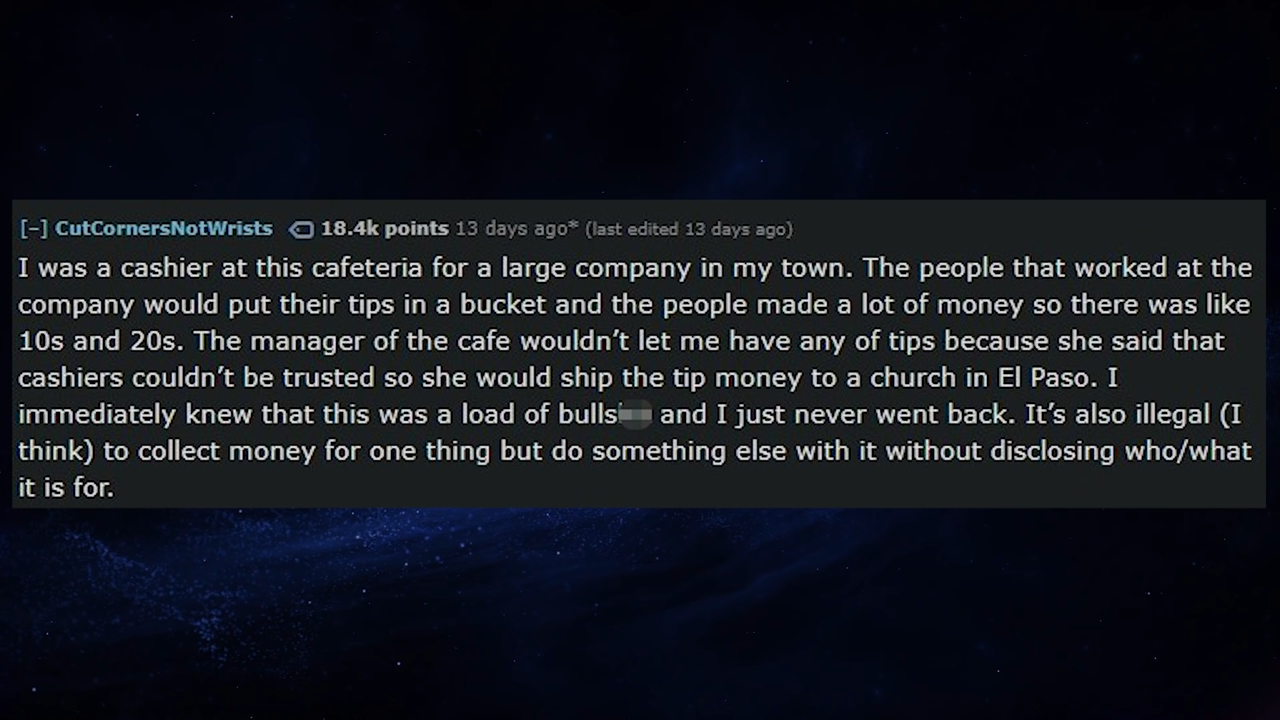 [–] CutCornersNotWrists 18.4k points 13 days ago* (last edited 13 days ago)
I was a cashier at this cafeteria for a large company in my town. The people that worked at the
company would put their tips in a bucket and the people made a lot of money so there was like
10s and 20s. The manager of the cafe wouldn’t let me have any of tips because she said that
cashiers couldn’t be trusted so she would ship the tip money to a church in El Paso. I
immediately knew that this was a load of bulls and I just never went back. It’s also illegal (I
think) to collect money for one thing but do something else with it without disclosing who/what
it is for.